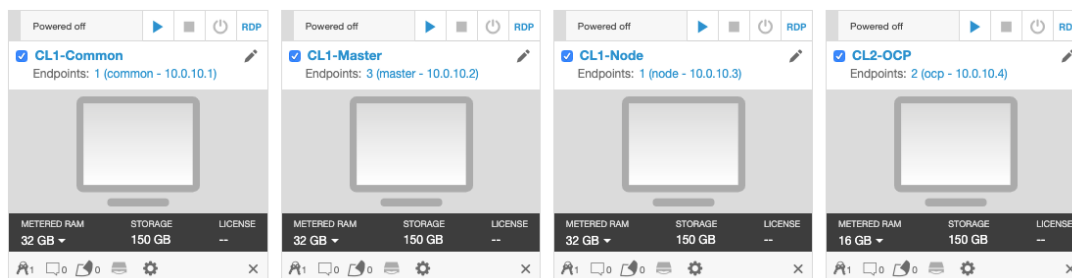 Powered off RDP
CL1-Common
Endpoints: 1 (common - 10.0.10.1)
METERED RAM STORAGE LICENSE
32 GB 150 GB --
1 0 0
Powered off RDP
CL1-Master
Endpoints: 3 (master - 10.0.10.2)
METERED RAM STORAGE LICENSE
32 GB 150 GB --
1 0 0
Powered off RDP
CL1-Node
Endpoints: 1 (node - 10.0.10.3)
METERED RAM STORAGE LICENSE
32 GB 150 GB --
1 0 0
Powered off RD
CL2-OCP
Endpoints: 2 (ocp - 10.0.10.4)
METERED RAM STORAGE LICENSE
16 GB 150 GB --
1 0 0